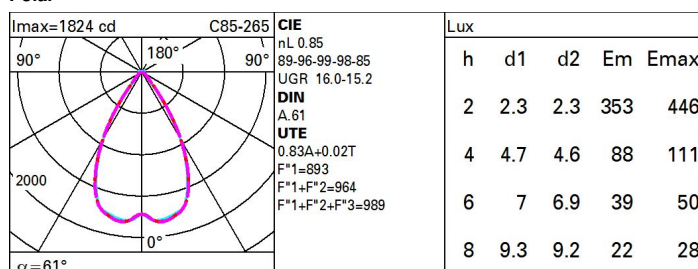 Imax=1824 cd C85-265
90° 180° 90°
2000
0°
α=61°
CIE
nL 0.85
89-96-99-98-85
UGR 16.0-15.2
DIN
A.61
UTE
0.83A+0.02T
F"1=893
F"1+F"2=964
F"1+F"2+F"3=989
Lux
h d1 d2 Em Emax
2 2.3 2.3 353 446
4 4.7 4.6 88 111
6 7 6.9 39 50
8 9.3 9.2 22 28